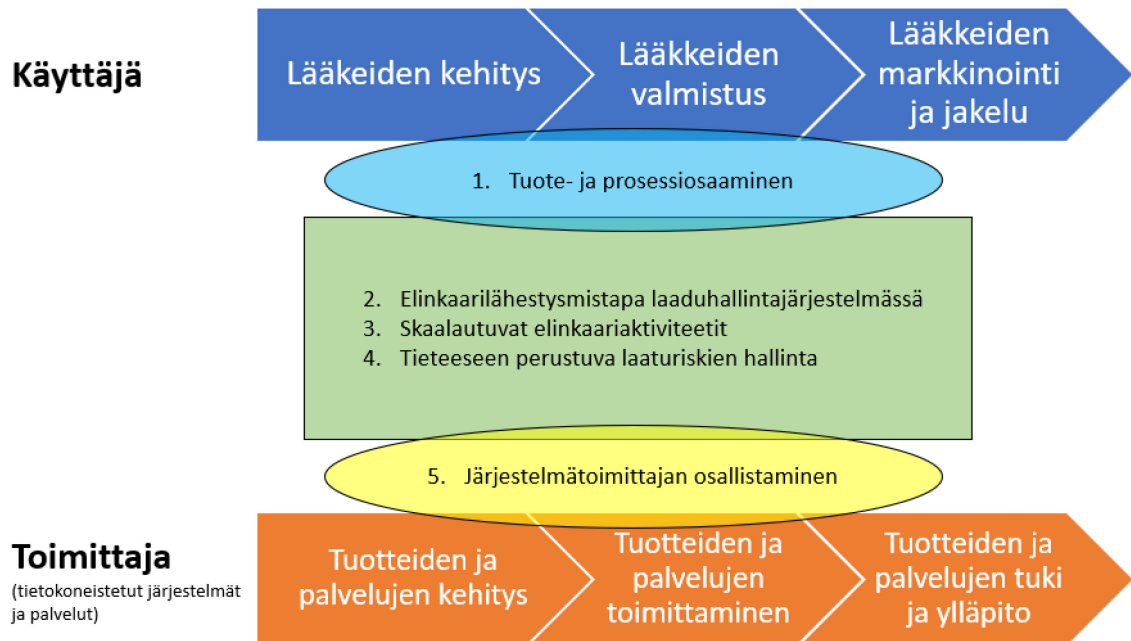 Käyttäjä
Lääkeiden kehitys
Lääkkeiden
valmistus
Lääkkeiden
markkinointi
ja jakelu
1. Tuote- ja prosessiosaaminen
2. Elinkaarilähestysmistapa laaduhallintajärjestelmässä
3. Skaalautuvat elinkaariaktiviteetit
4. Tieteeseen perustuva laaturiskien hallinta
5. Järjestelmätoimittajan osallistaminen
Toimittaja
(tietokoneistetut järjestelmät
ja palvelut)
Tuotteiden ja
palvelujen kehitys
Tuotteiden ja
palvelujen
toimittaminen
Tuotteiden ja
palvelujen tuki
ja ylläpito